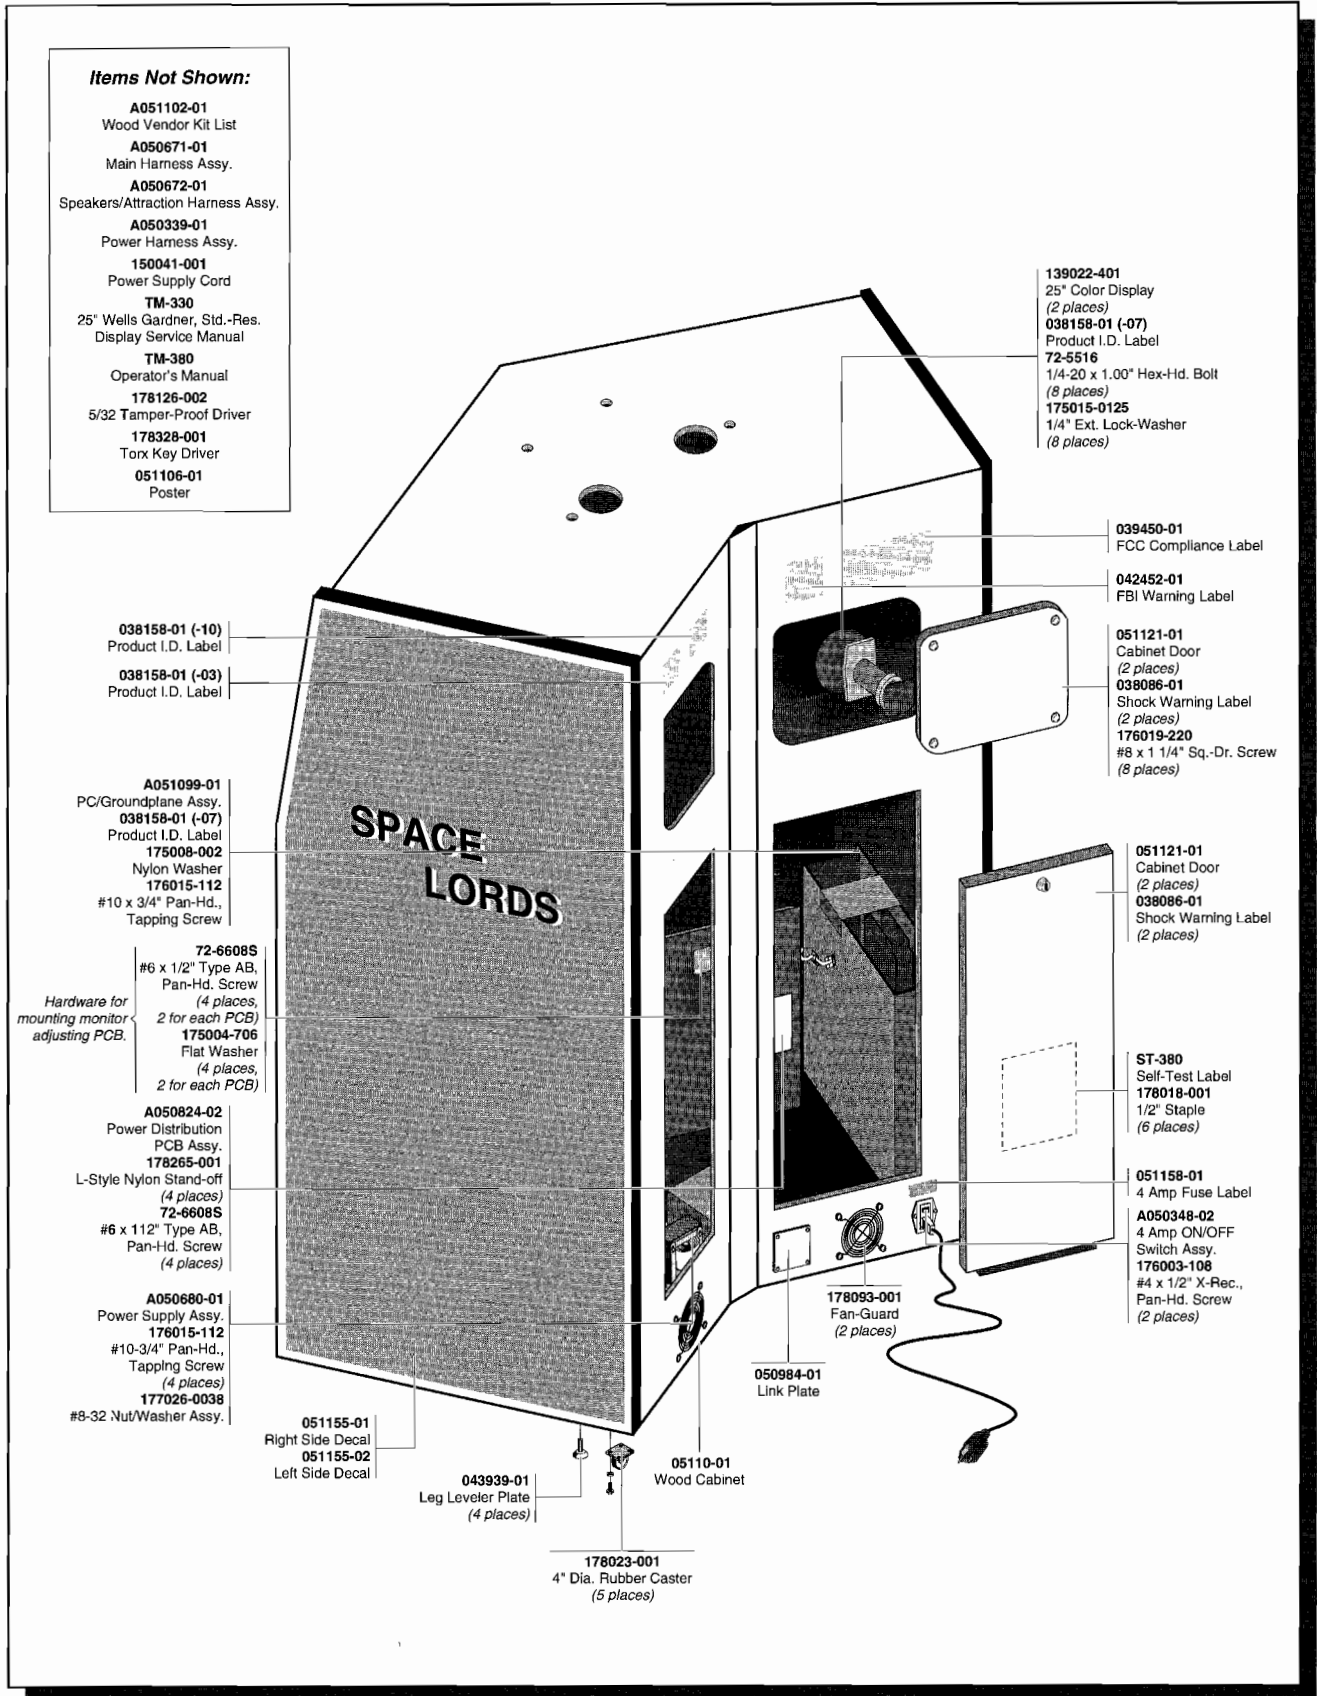 Items Not Shown:
A051102-01
Wood Vendor Kit List
A050671-01
Main Harness Assy.
A050672-01
Speakers/Attraction Harness Assy.
A050339-01
Power Harness Assy.
150041-001
Power Supply Cord
TM-330
25" Wells Gardner, Std.-Res.
Display Service Manual
TM-380
Operator's Manual
178126-002
5/32 Tamper-Proof Driver
178328-001
Torx Key Driver
051106-01
Poster
139022-401
25" Color Display
(2 places)
038158-01 (-07)
Product I.D. Label
72-5516
1/4-20 x 1.00" Hex-Hd. Bolt
(8 places)
175015-0125
1/4" Ext. Lock-Washer
(8 places)
039450-01
FCC Compliance Label
042452-01
FBI Warning Label
051121-01
Cabinet Door
(2 places)
038086-01
Shock Warning Label
(2 places)
176019-220
#8 x 1 1/4" Sq.-Dr. Screw
(8 places)
051121-01
Cabinet Door
(2 places)
038086-01
Shock Warning Label
(2 places)
ST-380
Self-Test Label
178018-001
1/2" Staple
(6 places)
051158-01
4 Amp Fuse Label
A050348-02
4 Amp ON/OFF
Switch Assy.
176003-108
#4 x 1/2" X-Rec.,
Pan-Hd. Screw
(2 places)
038158-01 (-10)
Product I.D. Label
038158-01 (-03)
Product I.D. Label
A051099-01
PC/Groundplane Assy.
038158-01 (-07)
Product I.D. Label
175008-002
Nylon Washer
176015-112
#10 x 3/4" Pan-Hd.,
Tapping Screw
72-6608S
#6 x 1/2" Type AB,
Pan-Hd. Screw
(4 places,
2 for each PCB)
175004-706
Flat Washer
(4 places,
2 for each PCB)
Hardware for
mounting monitor
adjusting PCB.
A050824-02
Power Distribution
PCB Assy.
178265-001
L-Style Nylon Stand-off
(4 places)
72-6608S
#6 x 112" Type AB,
Pan-Hd. Screw
(4 places)
A050680-01
Power Supply Assy.
176015-112
#10-3/4" Pan-Hd.,
Tapping Screw
(4 places)
177026-0038
#8-32 Nut/Washer Assy.
SPACE
LORDS
051155-01
Right Side Decal
051155-02
Left Side Decal
043939-01
Leg Leveler Plate
(4 places)
178023-001
4" Dia. Rubber Caster
(5 places)
05110-01
Wood Cabinet
050984-01
Link Plate
178093-001
Fan-Guard
(2 places)